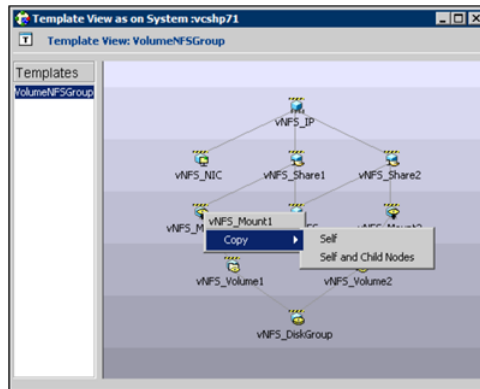 Template View as on System :vcshp71
Template View: VolumeNFSGroup
Templates
VolumeNFSGroup
vNFS_IP
vNFS_NIC
vNFS_Share1
vNFS_Share2
vNFS_Mount1
Copy
Self
Self and Child Nodes
vNFS_Volume1
vNFS_Volume2
vNFS_DiskGroup